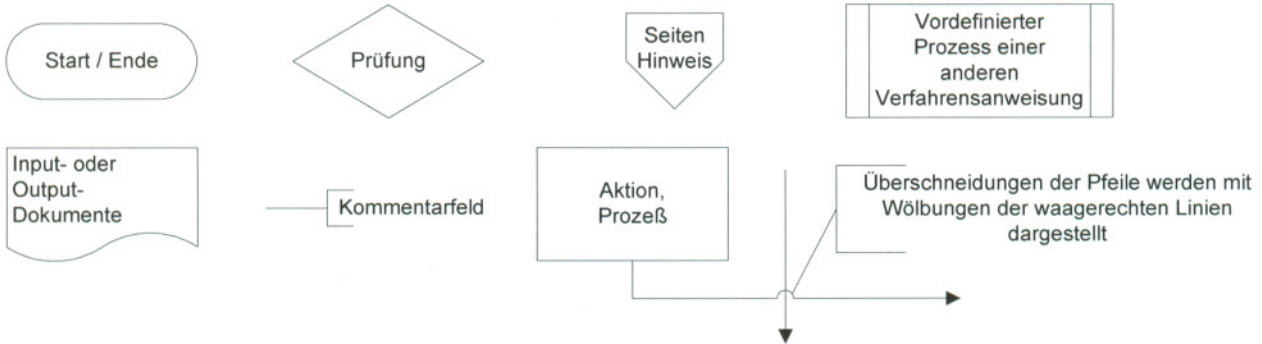 Start / Ende
Prüfung
Seiten
Hinweis
Vordefinierter
Prozess einer
anderen
Verfahrensanweisung
Input- oder
Output-
Dokumente
Kommentarfeld
Aktion,
Prozeß
Überschneidungen der Pfeile werden mit
Wölbungen der waagerechten Linien
dargestellt